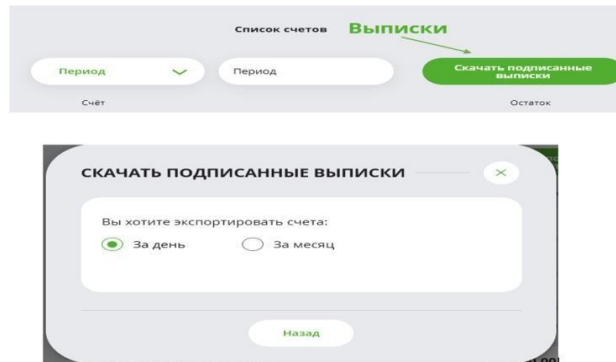 Список счетов Выписки
Период Период Скачать подписанные
выписки
Счёт Остаток
СКАЧАТЬ ПОДПИСАННЫЕ ВЫПИСКИ
Вы хотите экспортировать счета:
За день За месяц
Назад